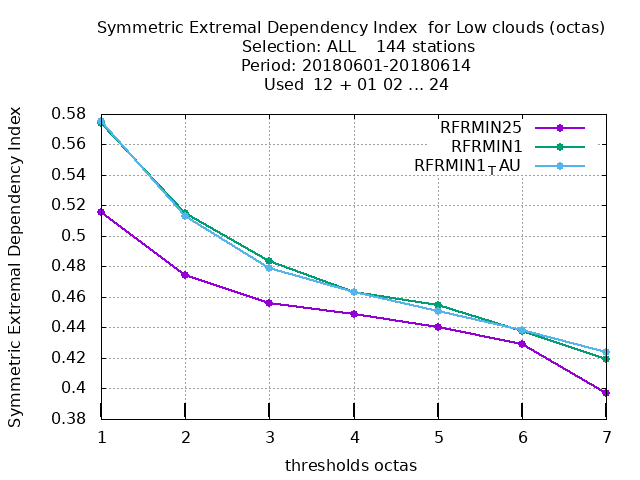 Symmetric Extremal Dependency Index  for Low clouds (octas)
Selection: ALL    144 stations
Period: 20180601-20180614
Used  12 + 01 02 ... 24
Symmetric Extremal Dependency Index
0.58
0.56
0.54
0.52
0.5
0.48
0.46
0.44
0.42
0.4
0.38
RFRMIN25
RFRMIN1
RFRMIN1TAU
1 2 3 4 5 6 7
thresholds octas